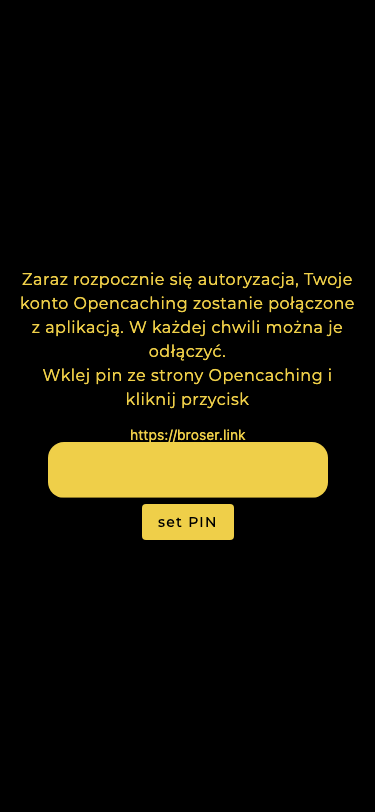 Zaraz rozpocznie się autoryzacja, Twoje
konto Opencaching zostanie połączone
z aplikacją. W każdej chwili można je
odłączyć.
Wklej pin ze strony Opencaching i
kliknij przycisk
https://broser.link
set PIN